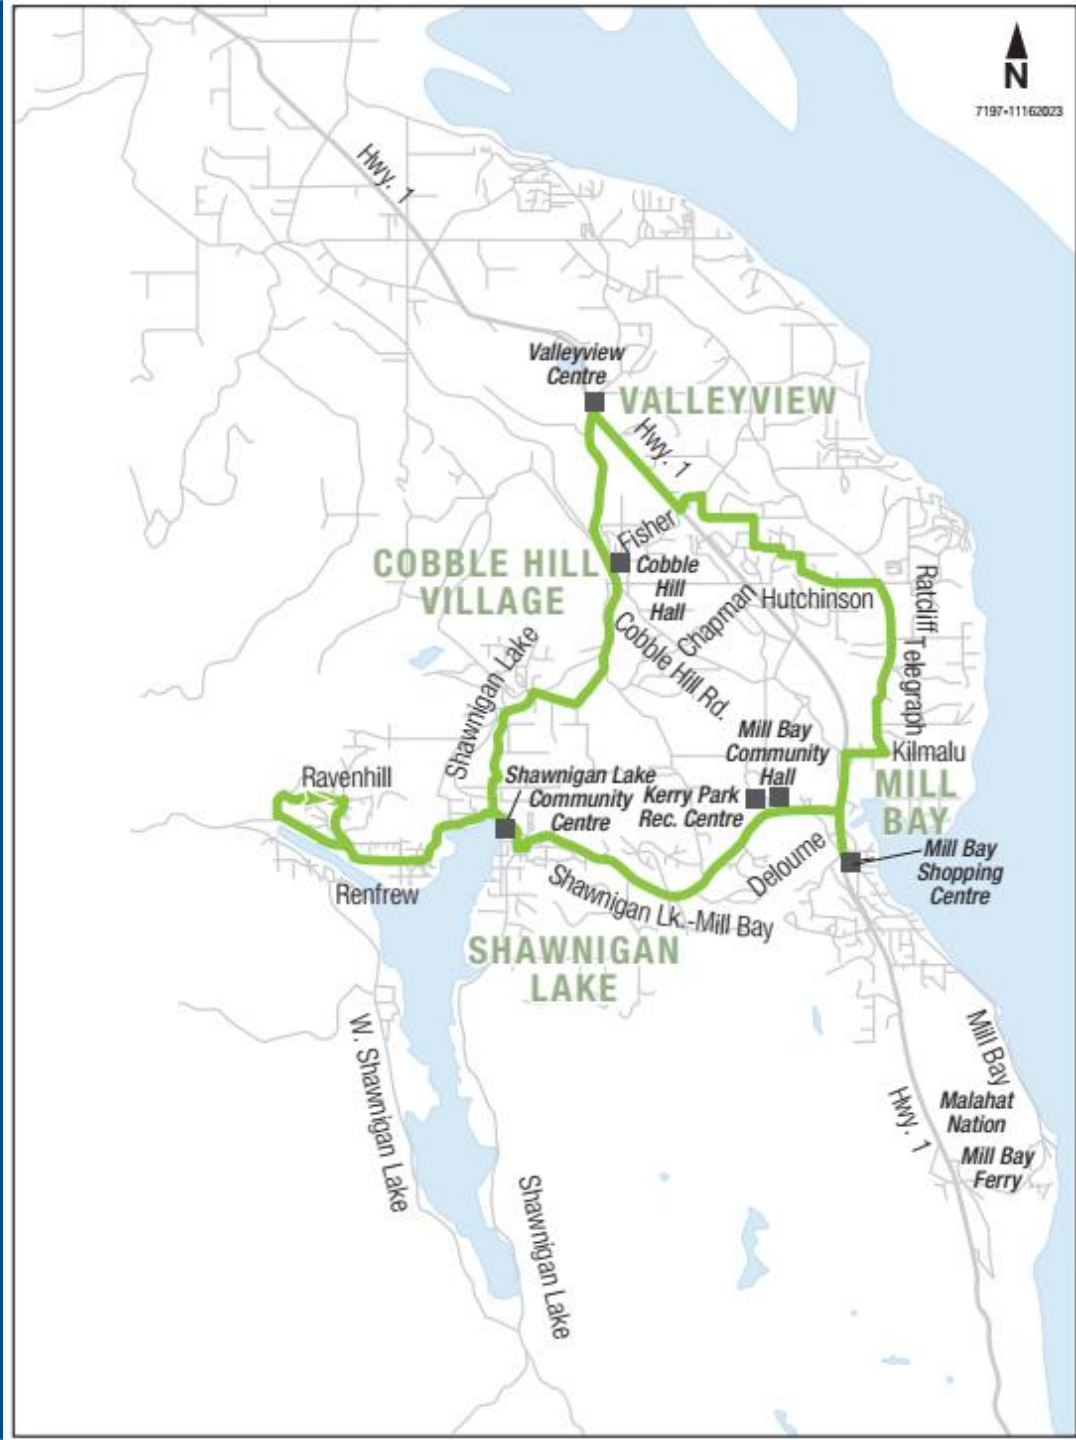 N
7197•11162023
Hwy. 1
Valleyview
Centre
VALLEYVIEW
Hwy. 1
Fisher
COBBLE HILL
VILLAGE
Cobble
Hill
Hall
Chapman
Hutchinson
Ratcliff
Telegraph
Cobble Hill Rd.
Shawnigan Lake
Kilmalu
MILL
BAY
Mill Bay
Community
Hall
Ravenhill
Shawnigan Lake
Community
Centre
Kerry Park
Rec. Centre
Deloume
Mill Bay
Shopping
Centre
Renfrew
Shawnigan Lk.-Mill Bay
SHAWNIGAN
LAKE
W. Shawnigan Lake
Mill Bay
Hwy. 1
Malahat
Nation
Mill Bay
Ferry
Shawnigan Lake